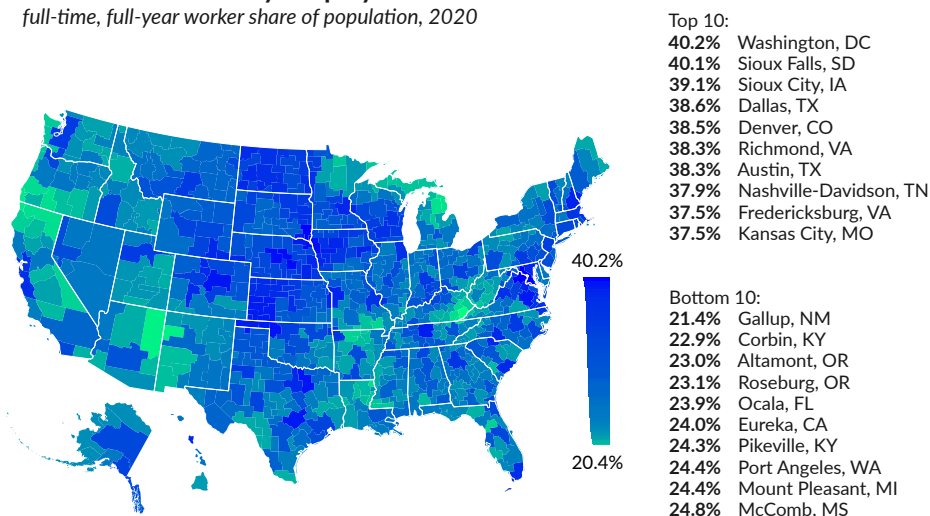 full-time, full-year worker share of population, 2020
Top 10:
40.2% Washington, DC
40.1% Sioux Falls, SD
39.1% Sioux City, IA
38.6% Dallas, TX
38.5% Denver, CO
38.3% Richmond, VA
38.3% Austin, TX
37.9% Nashville-Davidson, TN
37.5% Fredericksburg, VA
37.5% Kansas City, MO
40.2%
20.4%
Bottom 10:
21.4% Gallup, NM
22.9% Corbin, KY
23.0% Altamont, OR
23.1% Roseburg, OR
23.9% Ocala, FL
24.0% Eureka, CA
24.3% Pikeville, KY
24.4% Port Angeles, WA
24.4% Mount Pleasant, MI
24.8% McComb, MS